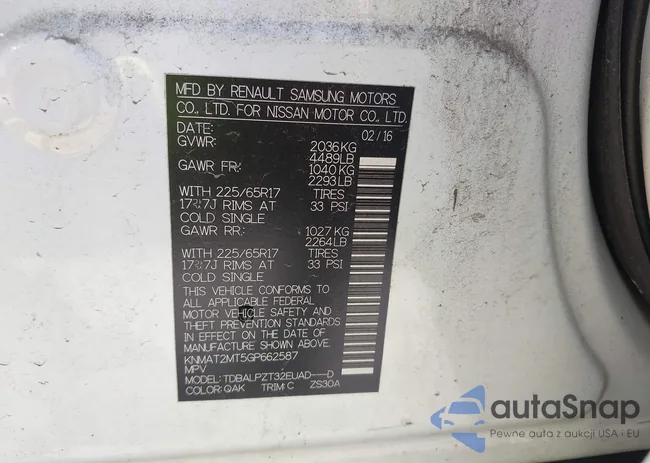 MFD BY RENAULT SAMSUNG MOTORS
CO., LTD. FOR NISSAN MOTOR CO., LTD.
DATE: 02/16
GVWR: 2036KG
4489LB
GAWR FR: 1040KG
2293LB
WITH 225/65R17 TIRES
17X7J RIMS AT 33 PSI
COLD SINGLE
GAWR RR: 1027KG
2264LB
WITH 225/65R17 TIRES
17X7J RIMS AT 33 PSI
COLD SINGLE
THIS VEHICLE CONFORMS TO
ALL APPLICABLE FEDERAL
MOTOR VEHICLE SAFETY AND
THEFT PREVENTION STANDARDS
IN EFFECT ON THE DATE OF
MANUFACTURE SHOWN ABOVE.
KNMAT2MT5GP662587
MPV
MODEL: TDBALPZT32EUAD---D
COLOR: QAK TRIM: C ZS30A
autaSnap
Pewne auta z aukcji USA i EU